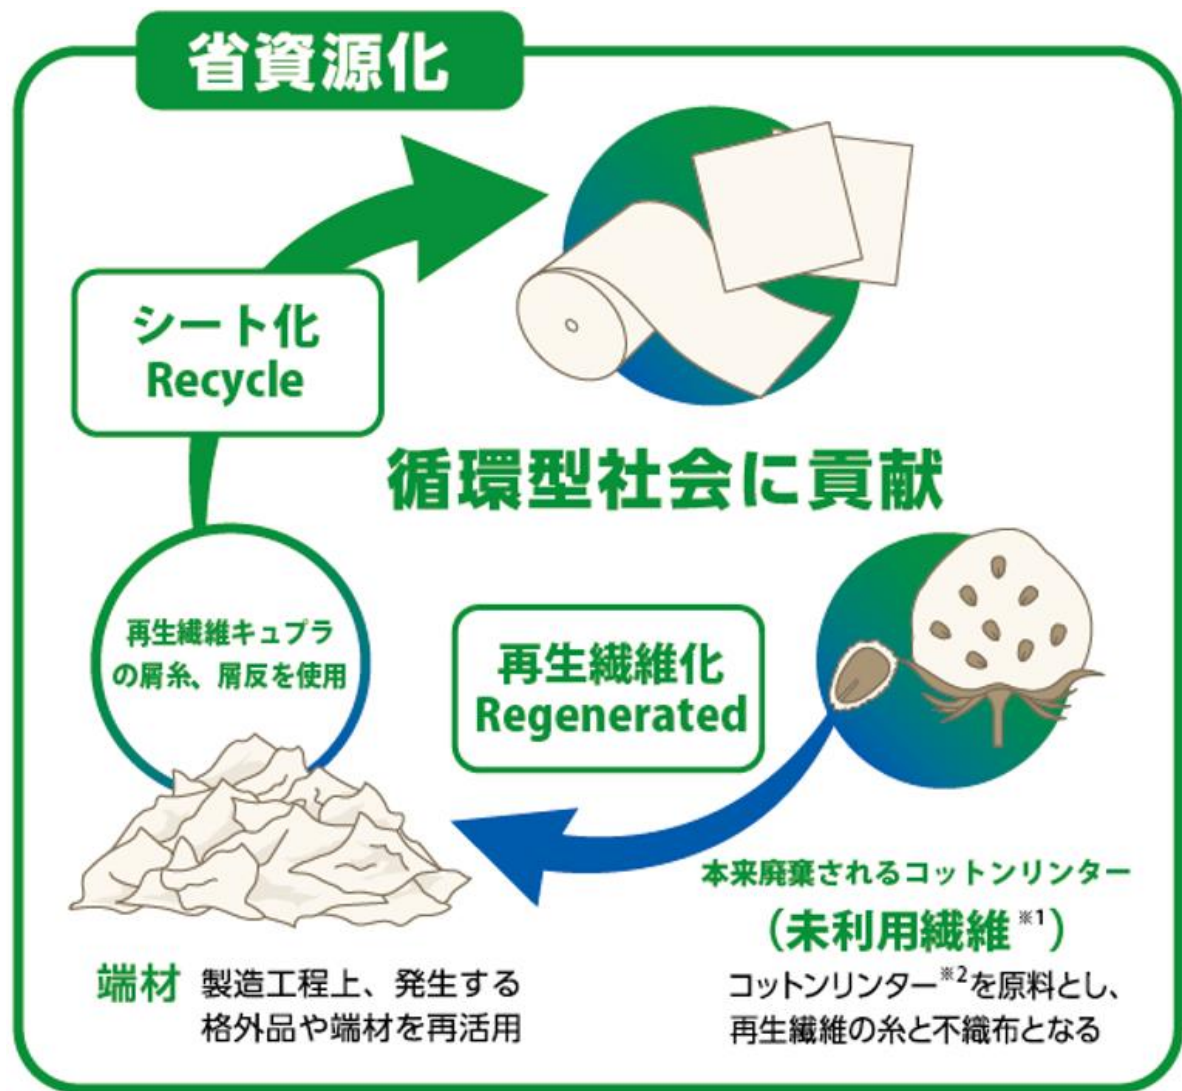 省資源化
シート化
Recycle
循環型社会に貢献
再生繊維キュプラ
の屑糸、屑反を使用
再生繊維化
Regenerated
本来廃棄されるコットンリンター
（未利用繊維※1）
コットンリンター※2を原料とし、
再生繊維の糸と不織布となる
端材 製造工程上、発生する
格外品や端材を再活用